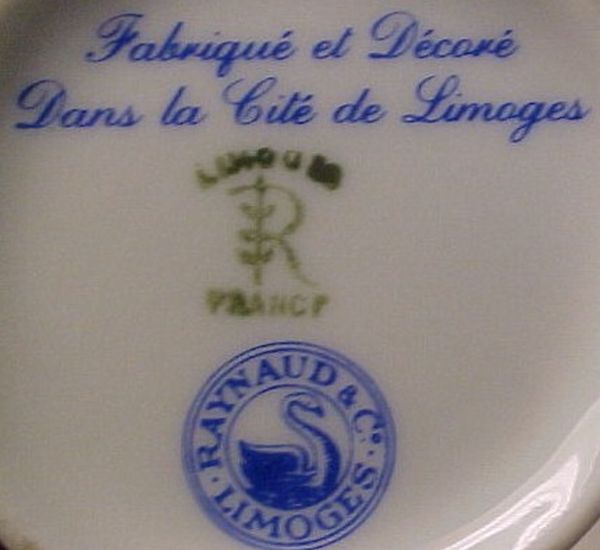 Fabriqué et Décoré
Dans la Cité de Limoges
LIMOGES
R
FRANCE
RAYNAUD & Co.
LIMOGES